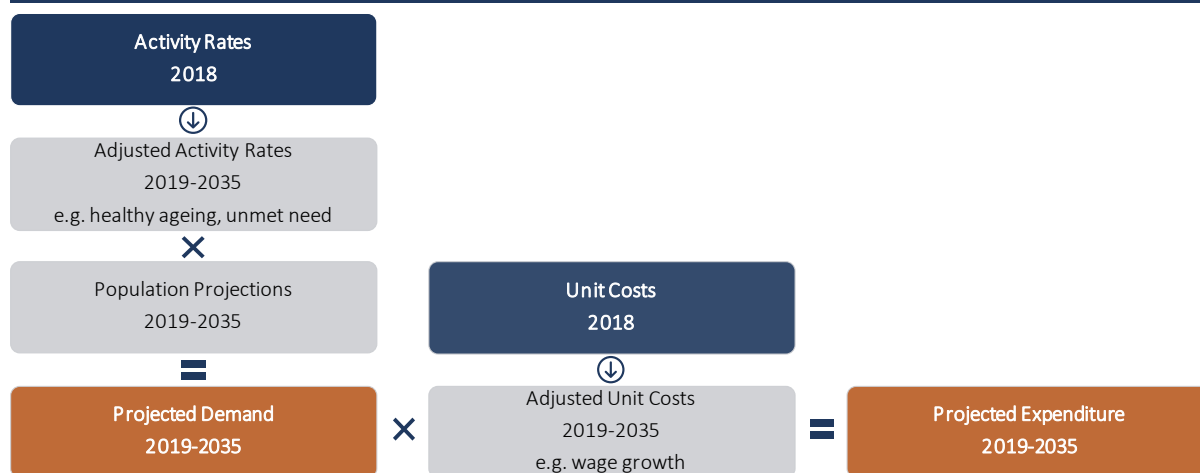 Activity Rates
2018
Adjusted Activity Rates
2019-2035
e.g. healthy ageing, unmet need
Population Projections
2019-2035
Unit Costs
2018
Projected Demand
2019-2035
Adjusted Unit Costs
2019-2035
e.g. wage growth
Projected Expenditure
2019-2035